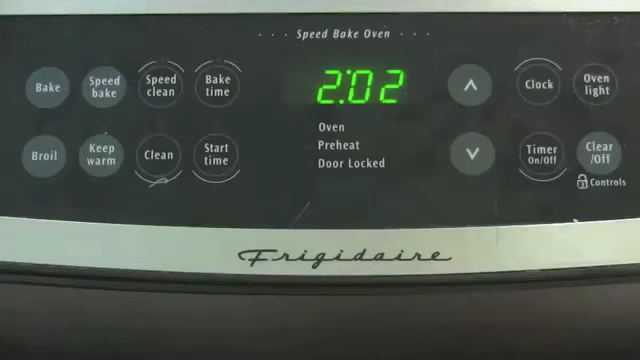 Speed Bake Oven
Bake
Speed bake
Speed clean
Bake time
2:02
Clock
Oven light
Oven
Preheat
Door Locked
Broil
Keep warm
Clean
Start time
Timer On/Off
Clear /Off
Controls
Frigidaire